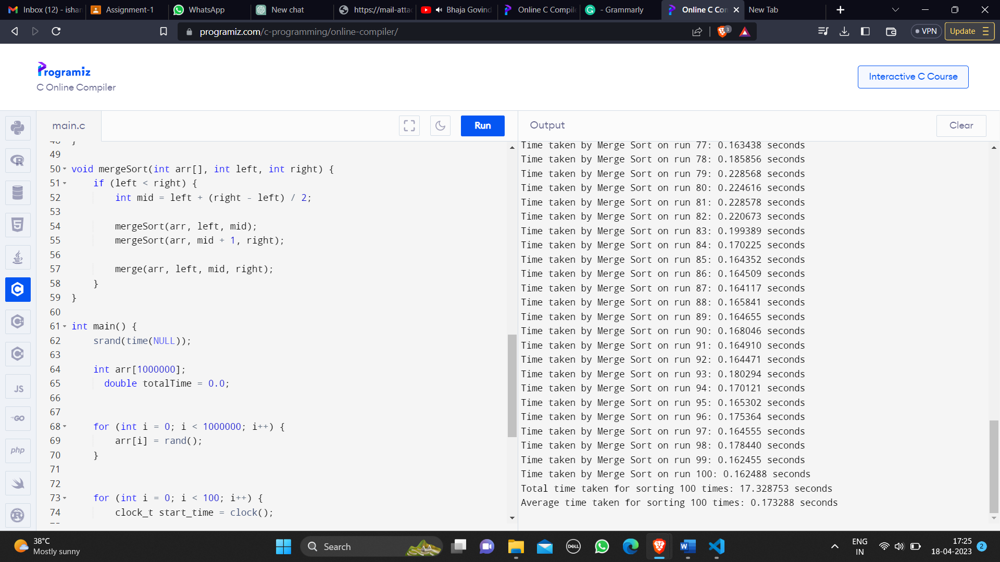 Inbox (12) - ishan
Assignment-1
WhatsApp
New chat
https://mail-atta
Bhaja Govind
Online C Compile
- Grammarly
Online C Con
New Tab
programiz.com/c-programming/online-compiler/
3
VPN
Update
Programiz
C Online Compiler
Interactive C Course
main.c
Run
Output
Clear
48 }
49
50 void mergeSort(int arr[], int left, int right) {
51 if (left < right) {
52 int mid = left + (right - left) / 2;
53
54 mergeSort(arr, left, mid);
55 mergeSort(arr, mid + 1, right);
56
57 merge(arr, left, mid, right);
58 }
59 }
60
61 int main() {
62 srand(time(NULL));
63
64 int arr[1000000];
65 double totalTime = 0.0;
66
67
68 for (int i = 0; i < 1000000; i++) {
69 arr[i] = rand();
70 }
71
72
73 for (int i = 0; i < 100; i++) {
74 clock_t start_time = clock();
Time taken by Merge Sort on run 77: 0.163438 seconds
Time taken by Merge Sort on run 78: 0.185856 seconds
Time taken by Merge Sort on run 79: 0.228568 seconds
Time taken by Merge Sort on run 80: 0.224616 seconds
Time taken by Merge Sort on run 81: 0.228578 seconds
Time taken by Merge Sort on run 82: 0.220673 seconds
Time taken by Merge Sort on run 83: 0.199389 seconds
Time taken by Merge Sort on run 84: 0.170225 seconds
Time taken by Merge Sort on run 85: 0.164352 seconds
Time taken by Merge Sort on run 86: 0.164509 seconds
Time taken by Merge Sort on run 87: 0.164117 seconds
Time taken by Merge Sort on run 88: 0.165841 seconds
Time taken by Merge Sort on run 89: 0.164655 seconds
Time taken by Merge Sort on run 90: 0.168046 seconds
Time taken by Merge Sort on run 91: 0.164910 seconds
Time taken by Merge Sort on run 92: 0.164471 seconds
Time taken by Merge Sort on run 93: 0.180294 seconds
Time taken by Merge Sort on run 94: 0.170121 seconds
Time taken by Merge Sort on run 95: 0.165302 seconds
Time taken by Merge Sort on run 96: 0.175364 seconds
Time taken by Merge Sort on run 97: 0.164555 seconds
Time taken by Merge Sort on run 98: 0.178440 seconds
Time taken by Merge Sort on run 99: 0.162455 seconds
Time taken by Merge Sort on run 100: 0.162488 seconds
Total time taken for sorting 100 times: 17.328753 seconds
Average time taken for sorting 100 times: 0.173288 seconds
JS
GO
php
38°C
Mostly sunny
Search
DELL
ENG
IN
17:25
18-04-2023
2